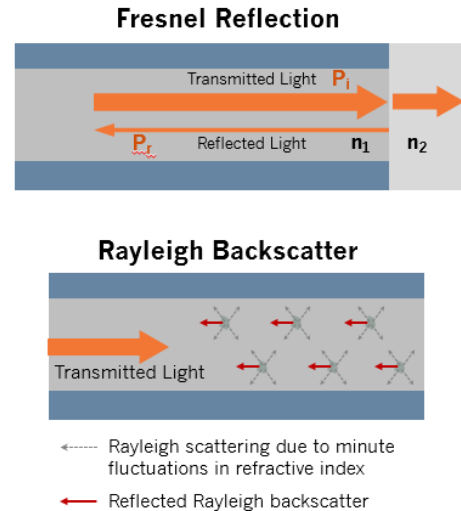 Fresnel Reflection
Transmitted Light Pi
Pr Reflected Light n1 n2
Rayleigh Backscatter
Transmitted Light
Rayleigh scattering due to minute
fluctuations in refractive index
Reflected Rayleigh backscatter